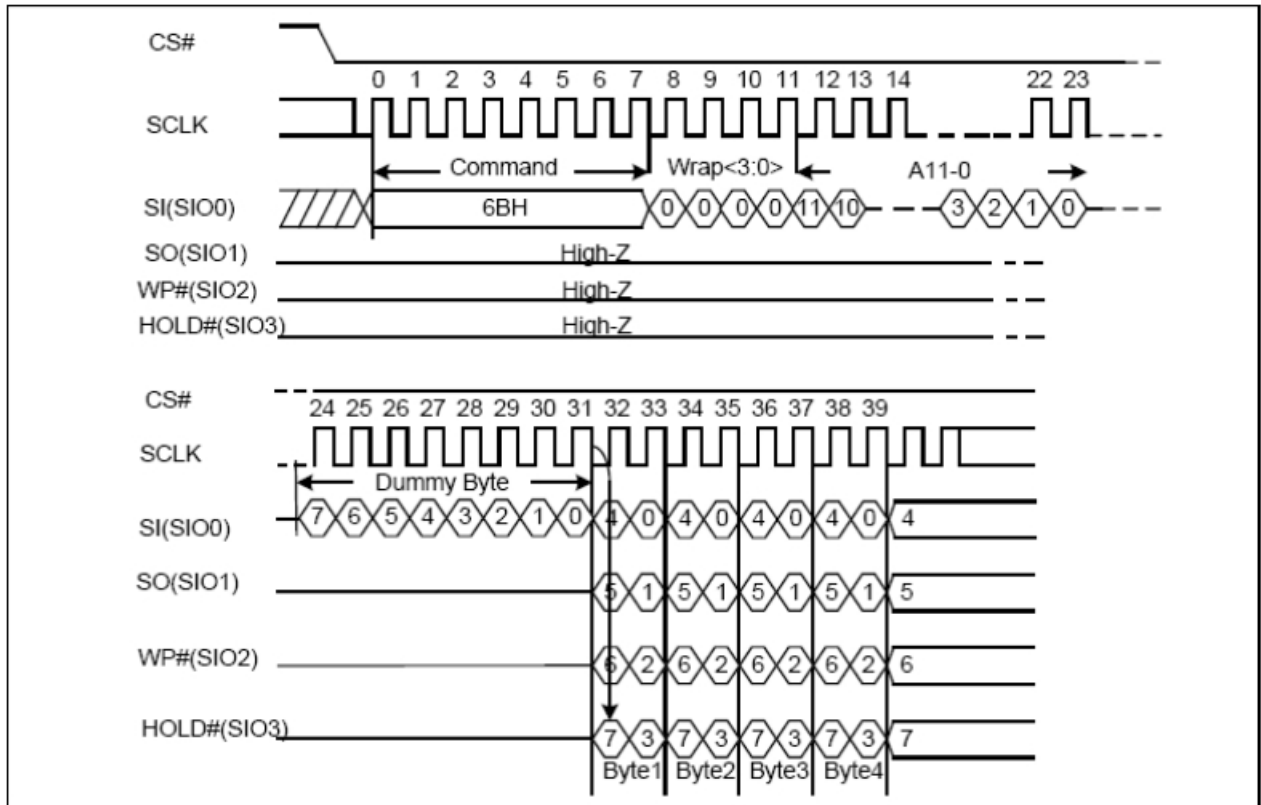 CS#
0 1 2 3 4 5 6 7 8 9 10 11 12 13 14 22 23
SCLK
Command Wrap<3:0> A11-0
SI(SIO0) 6BH 0 0 0 0 11 10 3 2 1 0
SO(SIO1) High-Z
WP#(SIO2) High-Z
HOLD#(SIO3) High-Z
CS#
24 25 26 27 28 29 30 31 32 33 34 35 36 37 38 39
SCLK
Dummy Byte
SI(SIO0) 7 6 5 4 3 2 1 0 4 0 4 0 4 0 4 0 4
SO(SIO1) 5 1 5 1 5 1 5 1 5
WP#(SIO2) 6 2 6 2 6 2 6 2 6
HOLD#(SIO3) 7 3 7 3 7 3 7 3 7
Byte1 Byte2 Byte3 Byte4